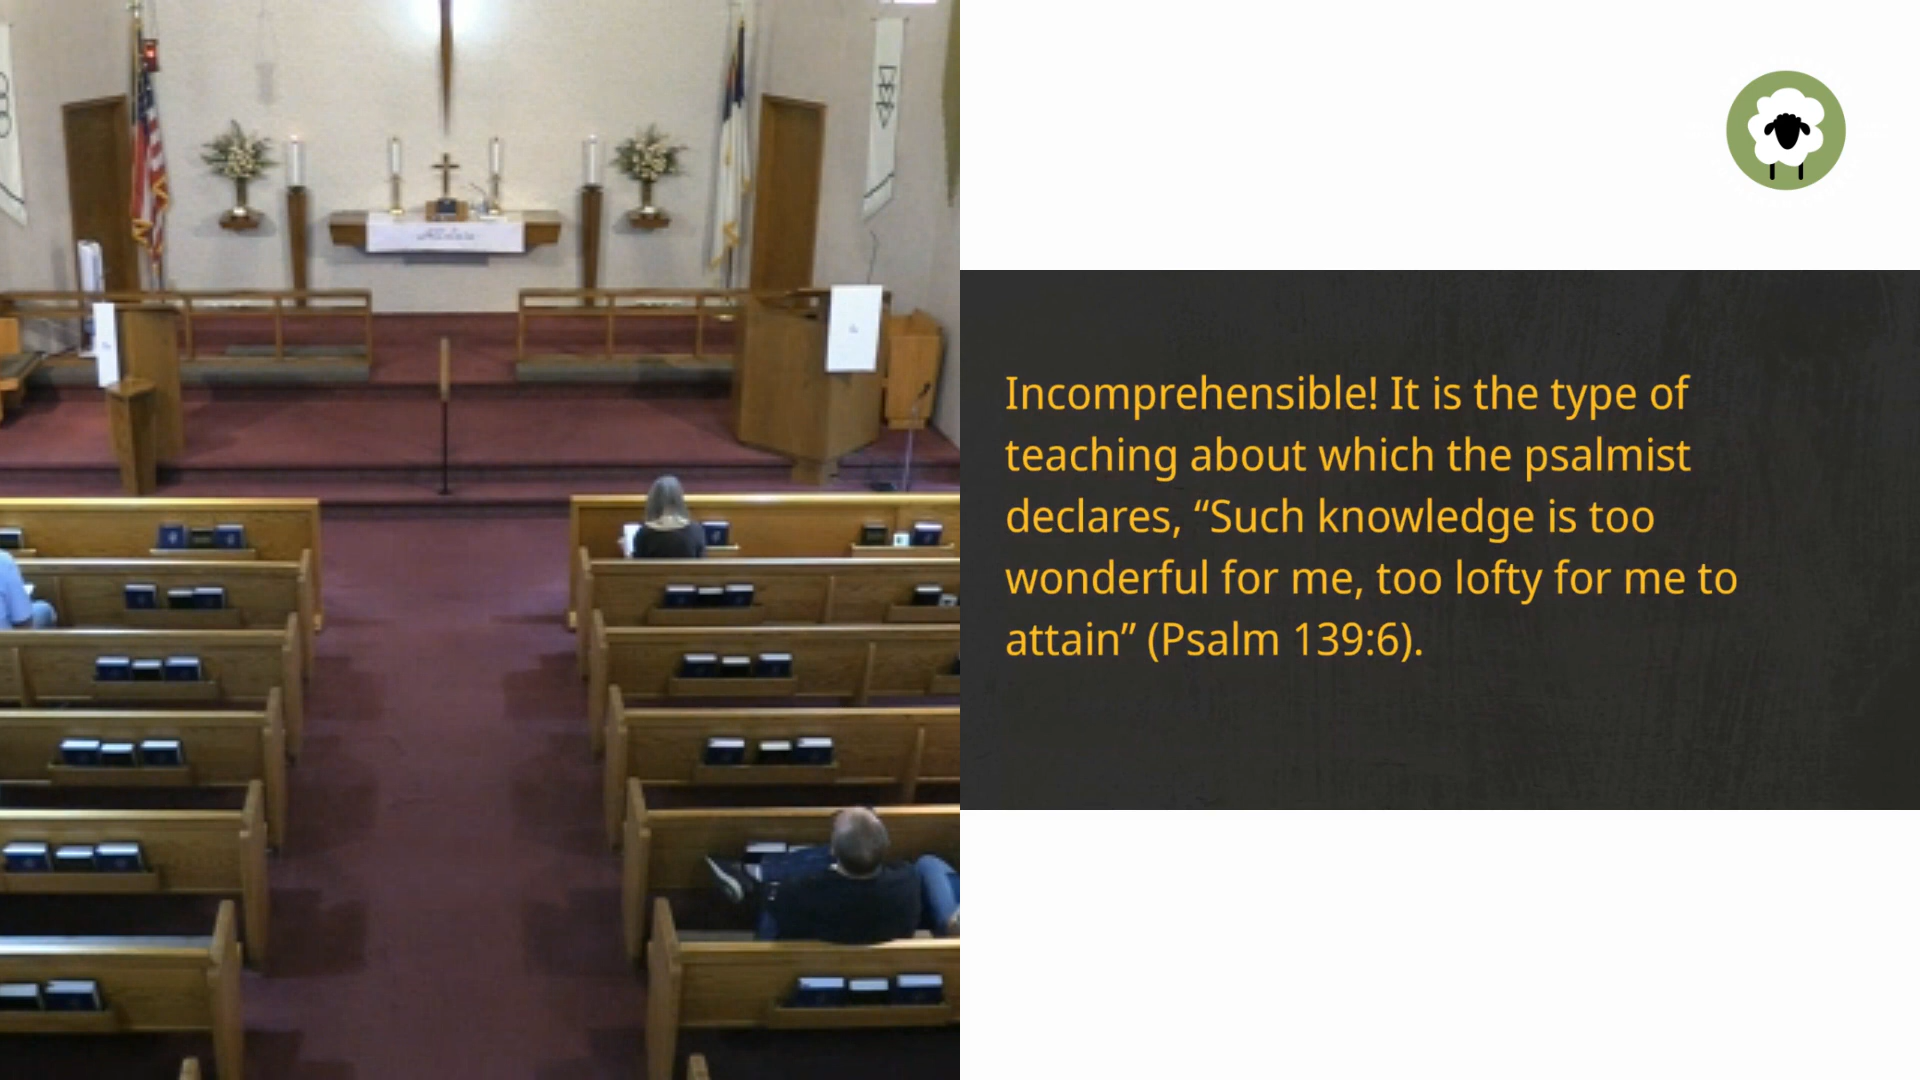 Incomprehensible! It is the type of
teaching about which the psalmist
declares, “Such knowledge is too
wonderful for me, too lofty for me to
attain” (Psalm 139:6).